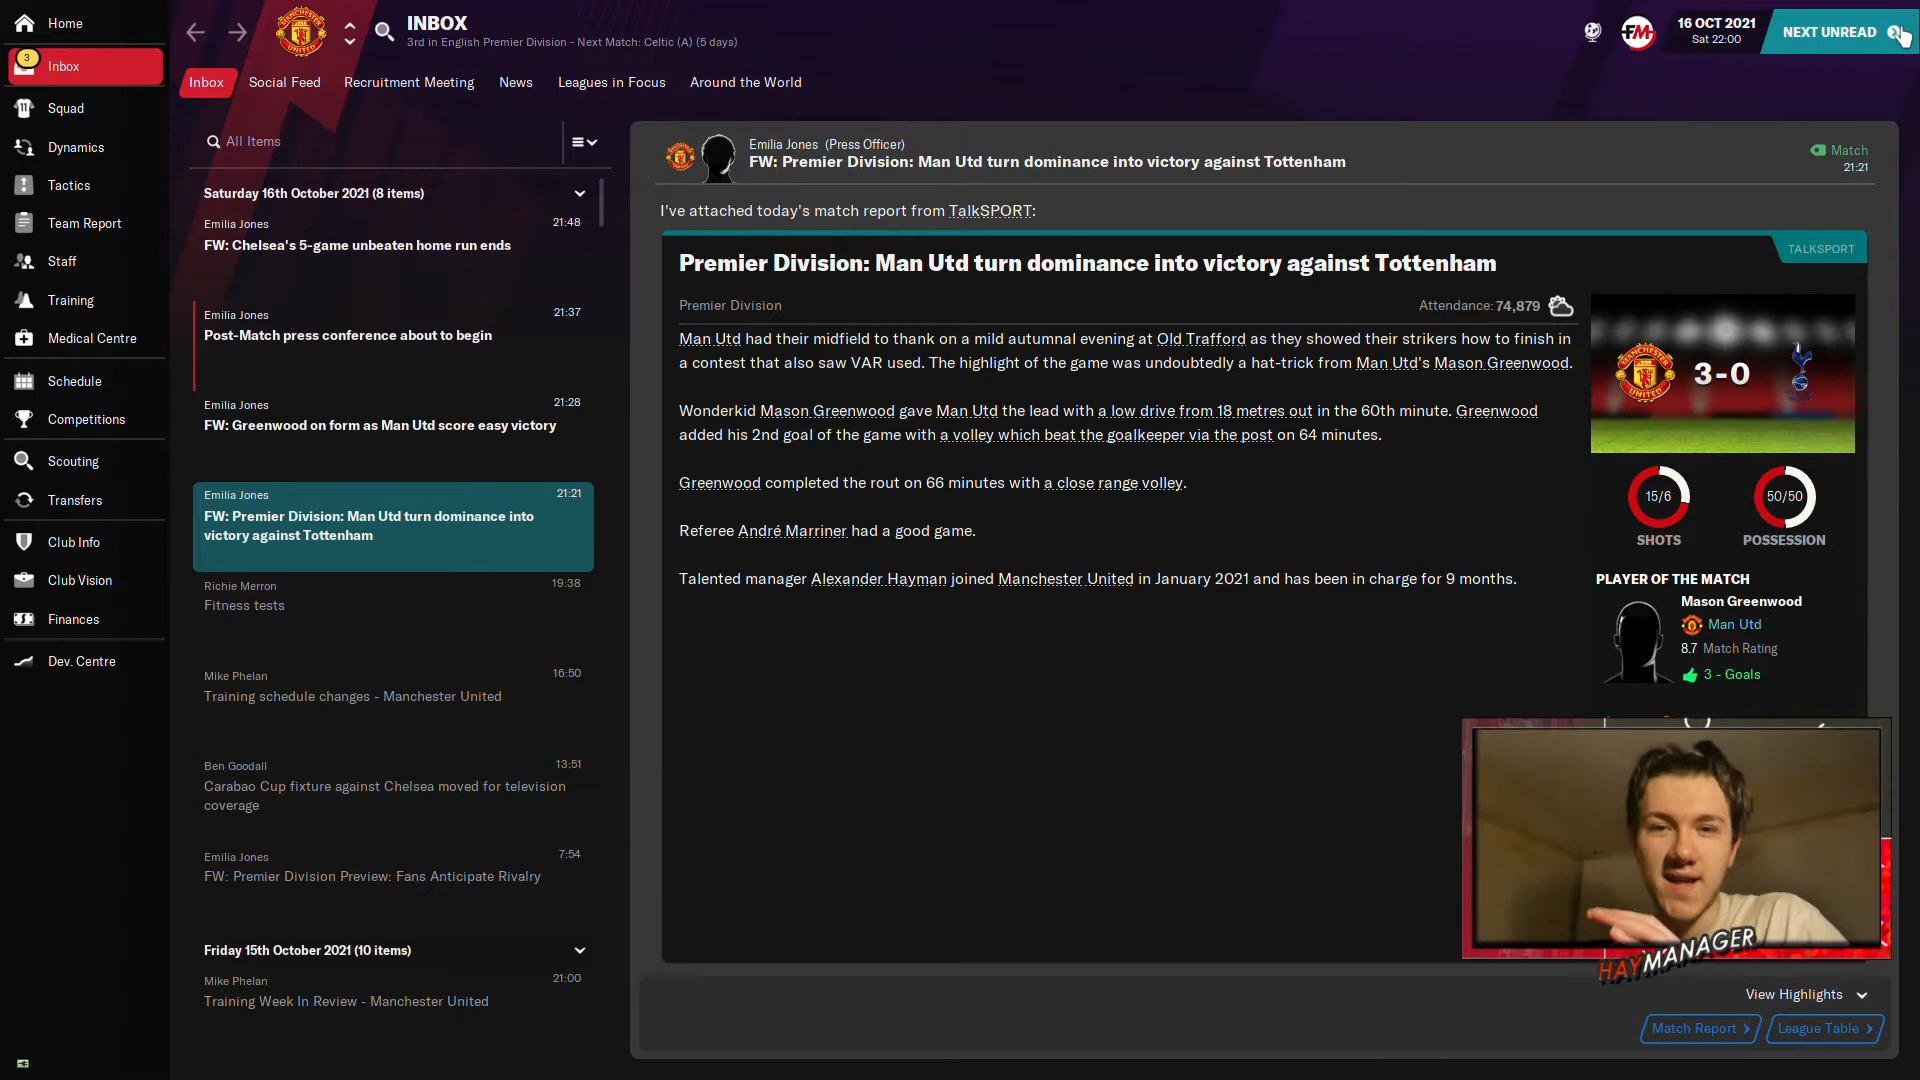 Home
3
Inbox
Squad
Dynamics
Tactics
Team Report
Staff
Training
Medical Centre
Schedule
Competitions
Scouting
Transfers
Club Info
Club Vision
Finances
Dev. Centre
INBOX
3rd in English Premier Division - Next Match: Celtic (A) (5 days)
FM
16 OCT 2021
Sat 22:00
NEXT UNREAD
Inbox
Social Feed
Recruitment Meeting
News
Leagues in Focus
Around the World
All Items
Saturday 16th October 2021 (8 items)
Emilia Jones 21:48
FW: Chelsea's 5-game unbeaten home run ends
Emilia Jones 21:37
Post-Match press conference about to begin
Emilia Jones 21:28
FW: Greenwood on form as Man Utd score easy victory
Emilia Jones 21:21
FW: Premier Division: Man Utd turn dominance into
victory against Tottenham
Richie Merron 19:38
Fitness tests
Mike Phelan 16:50
Training schedule changes - Manchester United
Ben Goodall 13:51
Carabao Cup fixture against Chelsea moved for television
coverage
Emilia Jones 7:54
FW: Premier Division Preview: Fans Anticipate Rivalry
Friday 15th October 2021 (10 items)
Mike Phelan 21:00
Training Week In Review - Manchester United
Emilia Jones (Press Officer)
FW: Premier Division: Man Utd turn dominance into victory against Tottenham
Match
21:21
I've attached today's match report from TalkSPORT:
TALKSPORT
Premier Division: Man Utd turn dominance into victory against Tottenham
Premier Division
Attendance: 74,879
Man Utd had their midfield to thank on a mild autumnal evening at Old Trafford as they showed their strikers how to finish in
a contest that also saw VAR used. The highlight of the game was undoubtedly a hat-trick from Man Utd's Mason Greenwood.
Wonderkid Mason Greenwood gave Man Utd the lead with a low drive from 18 metres out in the 60th minute. Greenwood
added his 2nd goal of the game with a volley which beat the goalkeeper via the post on 64 minutes.
Greenwood completed the rout on 66 minutes with a close range volley.
Referee André Marriner had a good game.
Talented manager Alexander Hayman joined Manchester United in January 2021 and has been in charge for 9 months.
3-0
15/6
SHOTS
50/50
POSSESSION
PLAYER OF THE MATCH
Mason Greenwood
Man Utd
8.7 Match Rating
3 - Goals
HAYMANAGER
View Highlights
Match Report
League Table